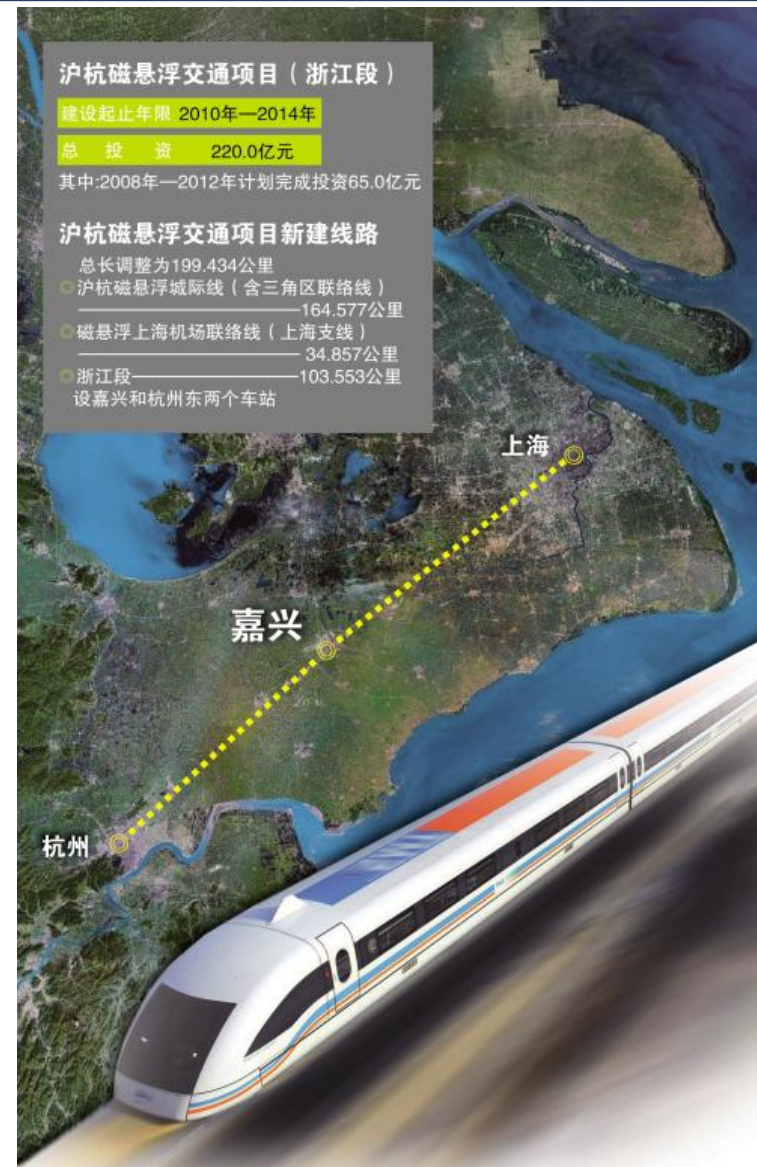 沪杭磁悬浮交通项目（浙江段）
建设起止年限 2010年—2014年
总 投 资 220.0亿元
其中:2008年—2012年计划完成投资65.0亿元
沪杭磁悬浮交通项目新建线路
总长调整为199.434公里
沪杭磁悬浮城际线（含三角区联络线）
164.577公里
磁悬浮上海机场联络线（上海支线）
34.857公里
浙江段——103.553公里
设嘉兴和杭州东两个车站
上海
嘉兴
杭州